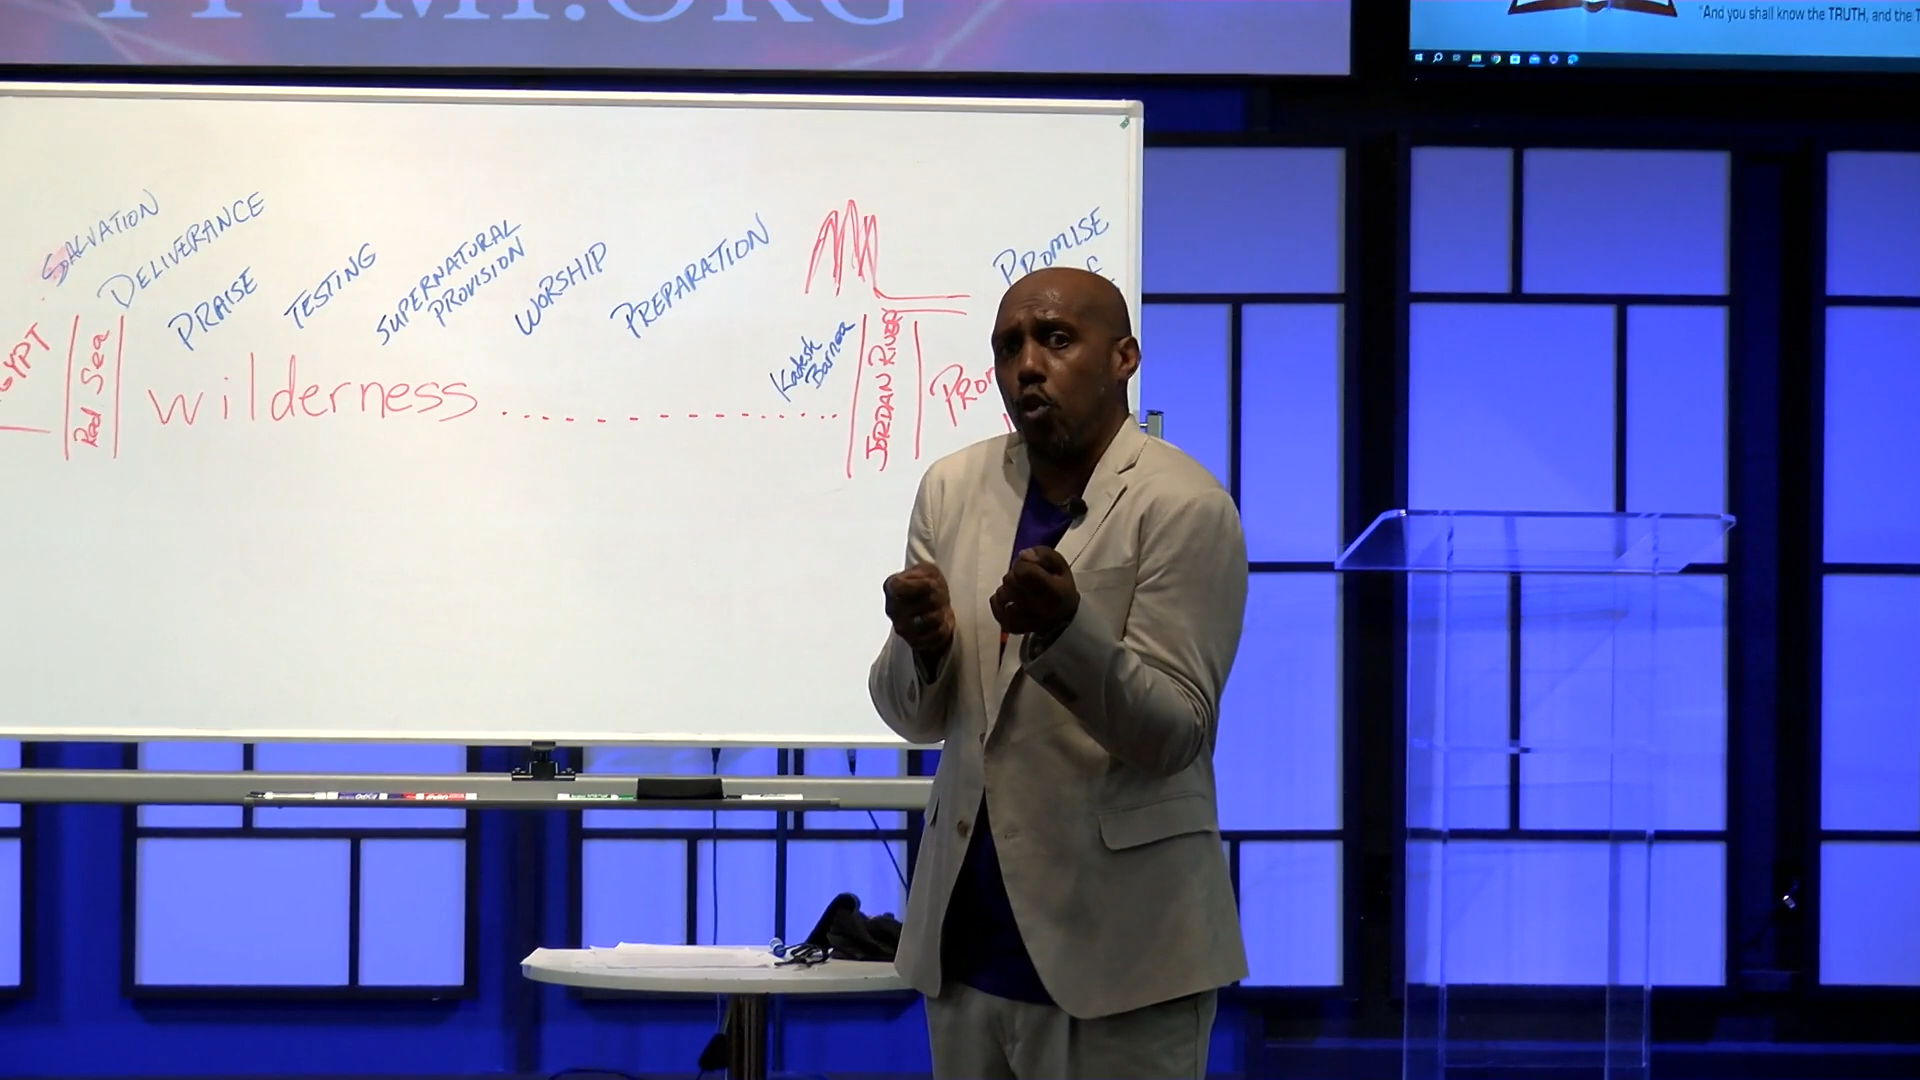 "And you shall know the TRUTH, and the
SALVATION
DELIVERANCE
PRAISE
TESTING
SUPERNATURAL
PROVISION
WORSHIP
PREPARATION
PROMISE
Red Sea
wilderness
Kadesh
Barnea
JORDAN RIVER
EXPO